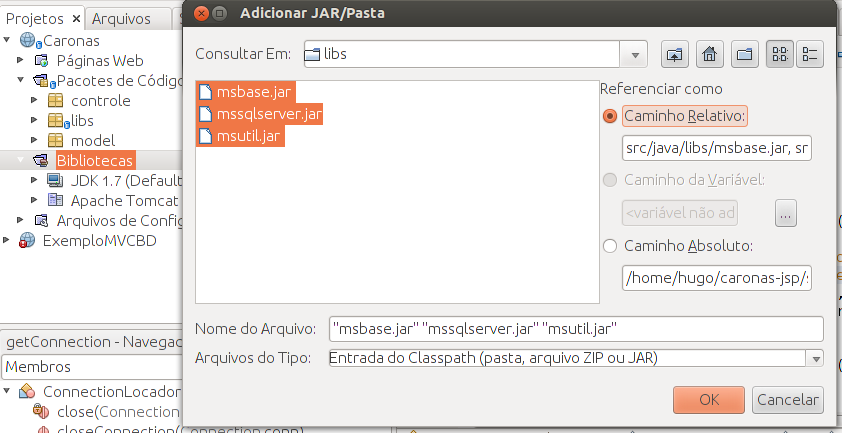 Projetos
Arquivos
S
Caronas
Páginas Web
Pacotes de Código
controle
libs
model
Bibliotecas
JDK 1.7 (Default
Apache Tomcat
Arquivos de Config
ExemploMVCBD
getConnection - Navegac
Membros
ConnectionLocador
close(Connection
closeConnection(Connection conn)
Adicionar JAR/Pasta
Consultar Em:
libs
msbase.jar
mssqlserver.jar
msutil.jar
Referenciar como
Caminho Relativo:
src/java/libs/msbase.jar, sr
Caminho da Variável:
<variável não ad
...
Caminho Absoluto:
/home/hugo/caronas-jsp/s
Nome do Arquivo:
"msbase.jar" "mssqlserver.jar" "msutil.jar"
Arquivos do Tipo:
Entrada do Classpath (pasta, arquivo ZIP ou JAR)
OK
Cancelar